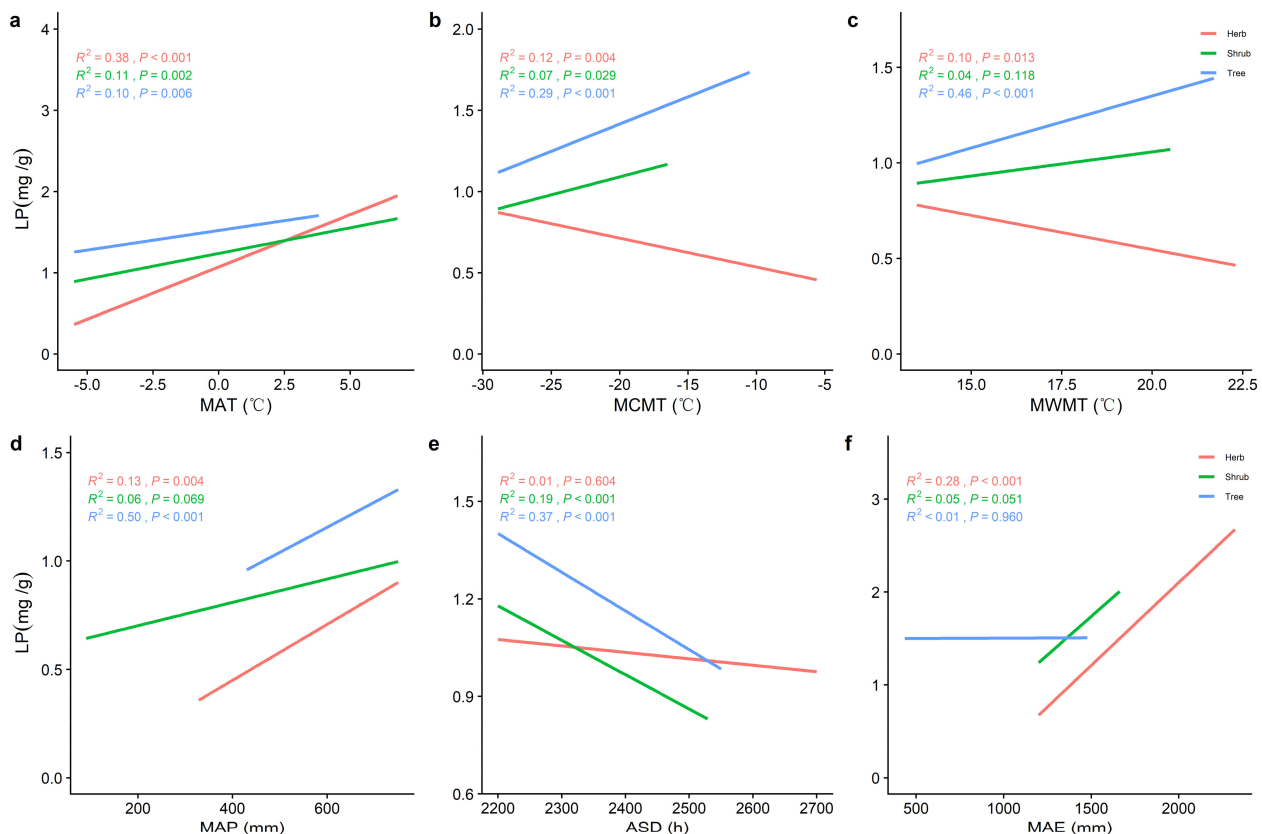 a
4
3
2
1
0
LP(mg /g)
R² = 0.38 , P < 0.001
R² = 0.11 , P = 0.002
R² = 0.10 , P = 0.006
-5.0 -2.5 0.0 2.5 5.0
MAT (℃)
b
2.0
1.5
1.0
0.5
0.0
R² = 0.12 , P = 0.004
R² = 0.07 , P = 0.029
R² = 0.29 , P < 0.001
-30 -20 -10 -5
MCMT (℃)
c
1.5
1.0
0.5
0.0
R² = 0.10 , P = 0.013
R² = 0.04 , P = 0.118
R² = 0.46 , P < 0.001
Herb
Shrub
Tree
15.0 17.5 20.0 22.5
MWMT (℃)
d
1.5
1.0
0.5
0.0
LP(mg /g)
R² = 0.13 , P = 0.004
R² = 0.06 , P = 0.069
R² = 0.50 , P < 0.001
200 400 600
MAP (mm)
e
1.5
1.2
0.9
0.6
R² = 0.01 , P = 0.604
R² = 0.19 , P < 0.001
R² = 0.37 , P < 0.001
2200 2300 2400 2500 2700
ASD (h)
f
3
2
1
0
R² = 0.28 , P < 0.001
R² = 0.05 , P = 0.051
R² < 0.01 , P = 0.960
Herb
Shrub
Tree
500 1000 1500 2000
MAE (mm)